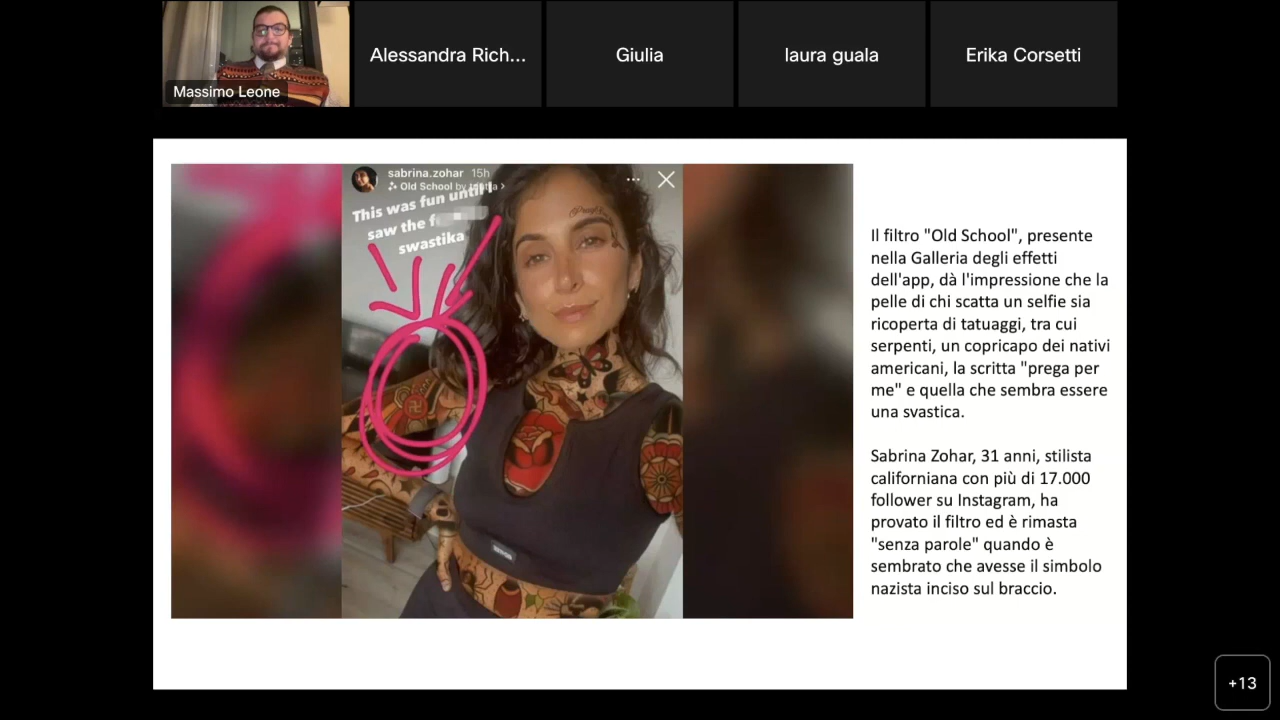 Massimo Leone
Alessandra Rich...
Giulia
laura guala
Erika Corsetti
sabrina.zohar 15h
Old School by
This was fun until I
saw the f
swastika
Il filtro "Old School", presente
nella Galleria degli effetti
dell'app, dà l'impressione che la
pelle di chi scatta un selfie sia
ricoperta di tatuaggi, tra cui
serpenti, un copricapo dei nativi
americani, la scritta "prega per
me" e quella che sembra essere
una svastica.
Sabrina Zohar, 31 anni, stilista
californiana con più di 17.000
follower su Instagram, ha
provato il filtro ed è rimasta
"senza parole" quando è
sembrato che avesse il simbolo
nazista inciso sul braccio.
+13